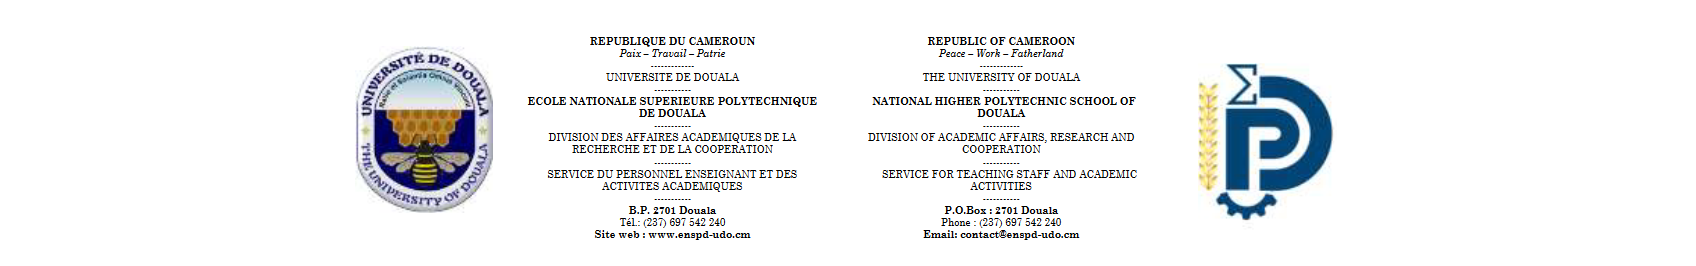 UNIVERSITÉ DE DOUALA
THE UNIVERSITY OF DOUALA
REPUBLIQUE DU CAMEROUN
Paix – Travail – Patrie
-------------
UNIVERSITE DE DOUALA
-----------
ECOLE NATIONALE SUPERIEURE POLYTECHNIQUE
DE DOUALA
-----------
DIVISION DES AFFAIRES ACADEMIQUES DE LA
RECHERCHE ET DE LA COOPERATION
-----------
SERVICE DU PERSONNEL ENSEIGNANT ET DES
ACTIVITES ACADEMIQUES
-----------
B.P. 2701 Douala
Tél.: (237) 697 542 240
Site web : www.enspd-udo.cm
REPUBLIC OF CAMEROON
Peace – Work – Fatherland
-------------
THE UNIVERSITY OF DOUALA
-----------
NATIONAL HIGHER POLYTECHNIC SCHOOL OF
DOUALA
-----------
DIVISION OF ACADEMIC AFFAIRS, RESEARCH AND
COOPERATION
-----------
SERVICE FOR TEACHING STAFF AND ACADEMIC
ACTIVITIES
-----------
P.O.Box : 2701 Douala
Phone : (237) 697 542 240
Email: contact@enspd-udo.cm
Σ
P